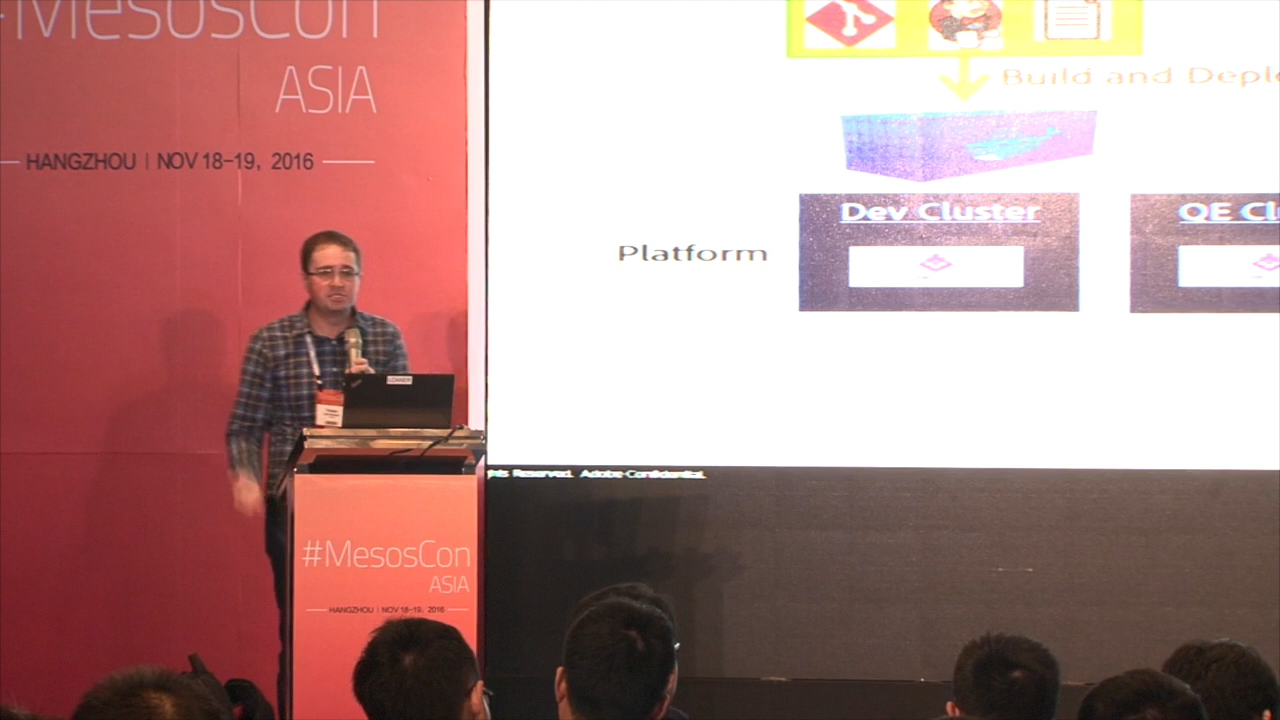 #MesosCon
ASIA
HANGZHOU | NOV 18-19, 2016
Build and Deplo
Dev Cluster
QE Cl
Platform
Reserved. Adobe Confidential.
#MesosCon
ASIA
HANGZHOU | NOV 18-19, 2016